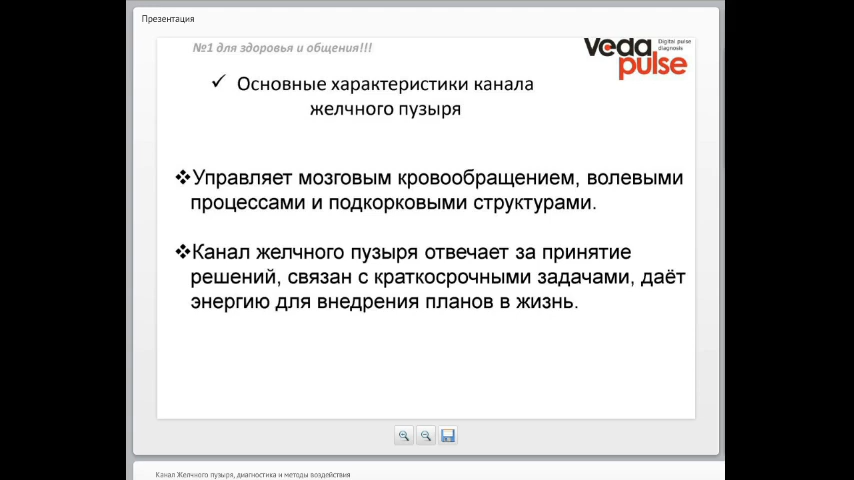 Презентация
№1 для здоровья и общения!!!
veda pulse
Digital pulse
diagnosis
✓ Основные характеристики канала
желчного пузыря
❖Управляет мозговым кровообращением, волевыми
процессами и подкорковыми структурами.
❖Канал желчного пузыря отвечает за принятие
решений, связан с краткосрочными задачами, даёт
энергию для внедрения планов в жизнь.
Канал Желчного пузыря, диагностика и методы воздействия